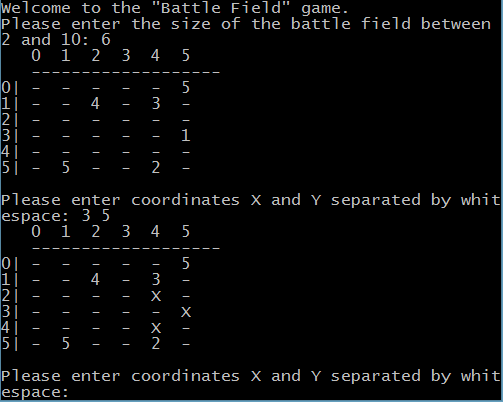 Welcome to the "Battle Field" game.
Please enter the size of the battle field between
2 and 10: 6
   0  1  2  3  4  5
   -------------------
0| -  -  -  -  -  5
1| -  -  4  -  3  -
2| -  -  -  -  -  -
3| -  -  -  -  -  1
4| -  -  -  -  -  -
5| -  5  -  -  2  -

Please enter coordinates X and Y separated by whit
espace: 3 5
   0  1  2  3  4  5
   -------------------
0| -  -  -  -  -  5
1| -  -  4  -  3  -
2| -  -  -  -  X  -
3| -  -  -  -  -  X
4| -  -  -  -  X  -
5| -  5  -  -  2  -

Please enter coordinates X and Y separated by whit
espace: